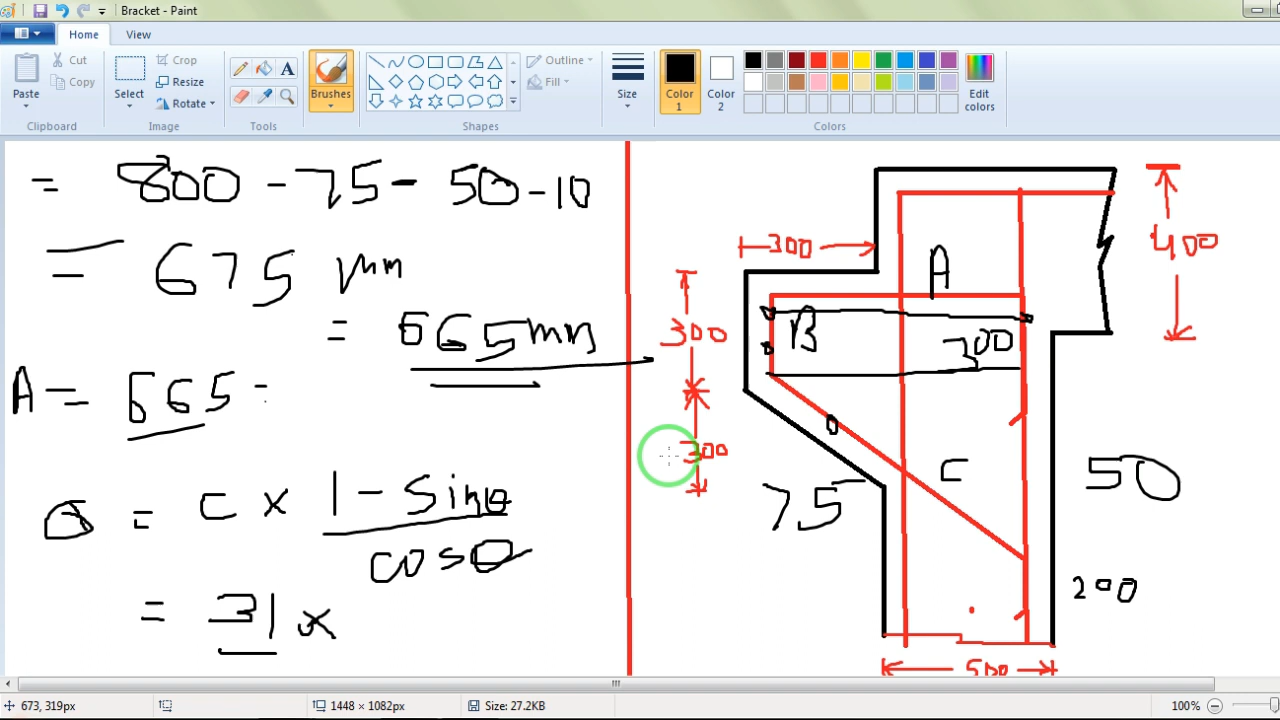 Bracket - Paint
Home View
Paste
Cut
Copy
Clipboard
Select
Crop
Resize
Rotate
Image
A
Tools
Brushes
Outline
Fill
Shapes
Size
Color 1
Color 2
Edit colors
Colors
= 800 - 75 - 50 - 10
= 675 mm
= 665 mm
A = 665 -
Q = C × 1 - Sinθ
cosθ
= 31 ×
300
400
A
300
B
300
300
C
75
50
200
500
673, 319px
1448 × 1082px
Size: 27.2KB
100%